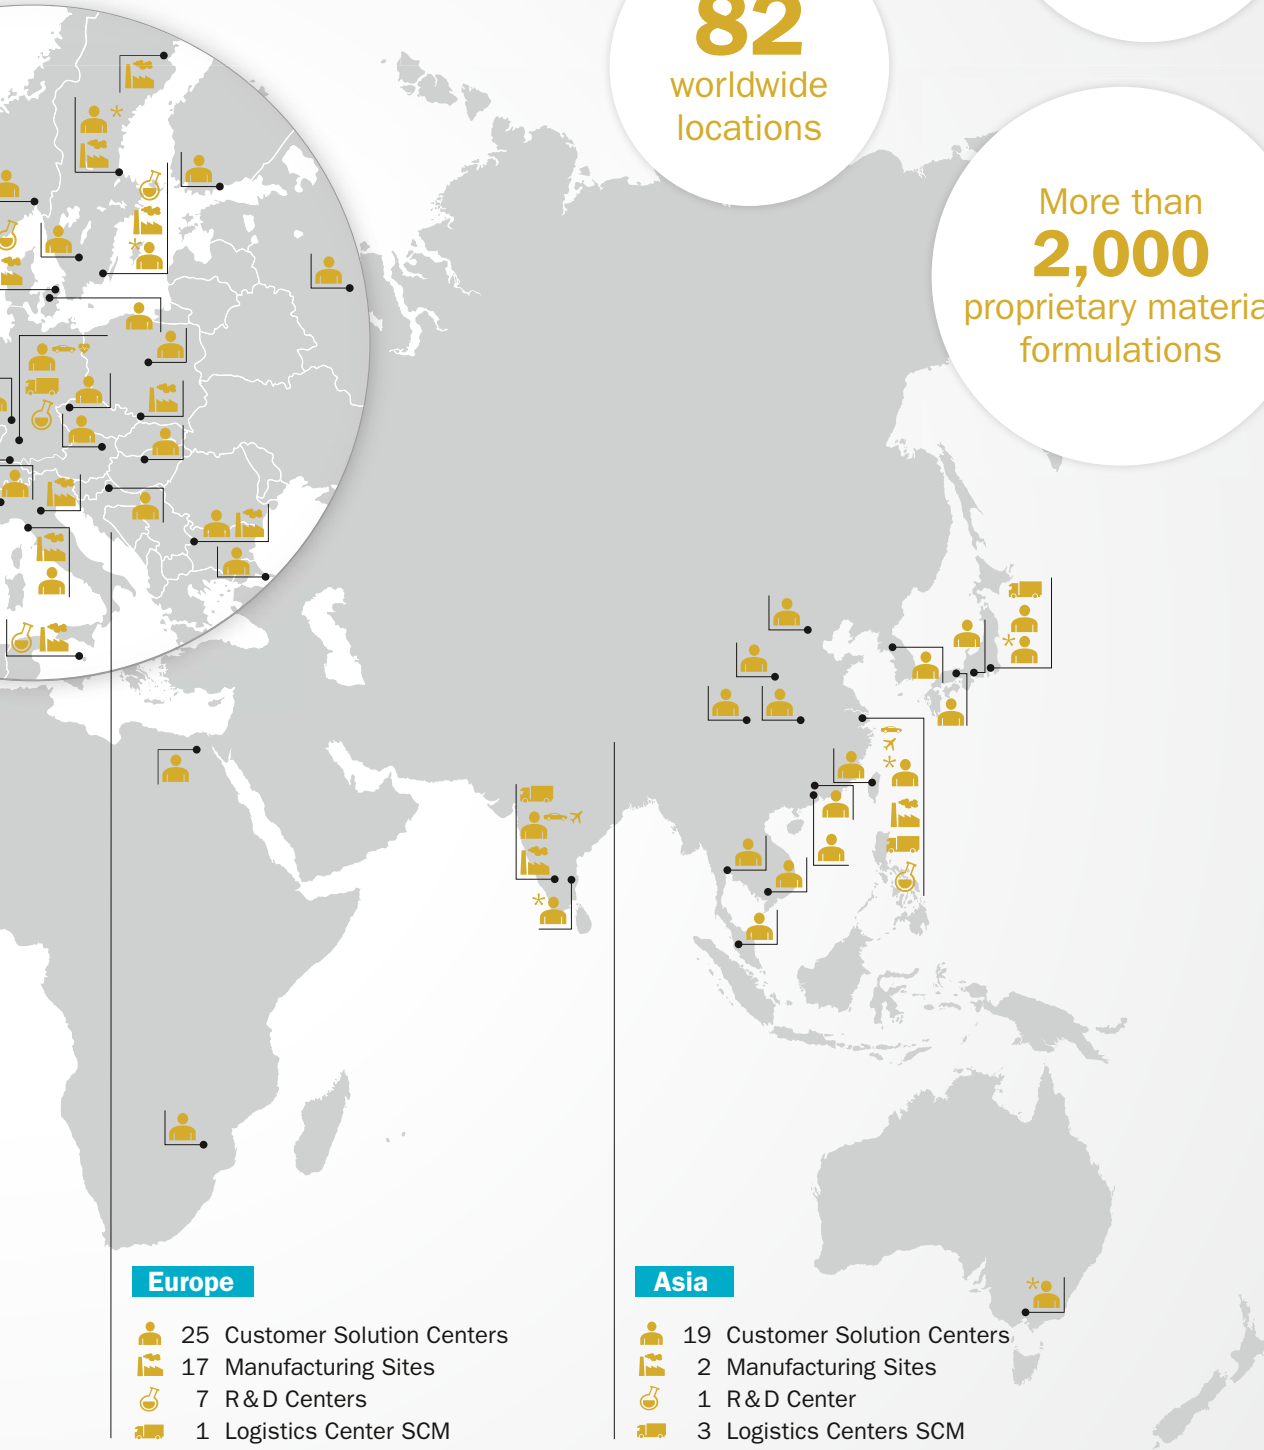 82
worldwide
locations
More than
2,000
proprietary materia
formulations
Europe
25 Customer Solution Centers
17 Manufacturing Sites
7 R&D Centers
1 Logistics Center SCM
Asia
19 Customer Solution Centers
2 Manufacturing Sites
1 R&D Center
3 Logistics Centers SCM